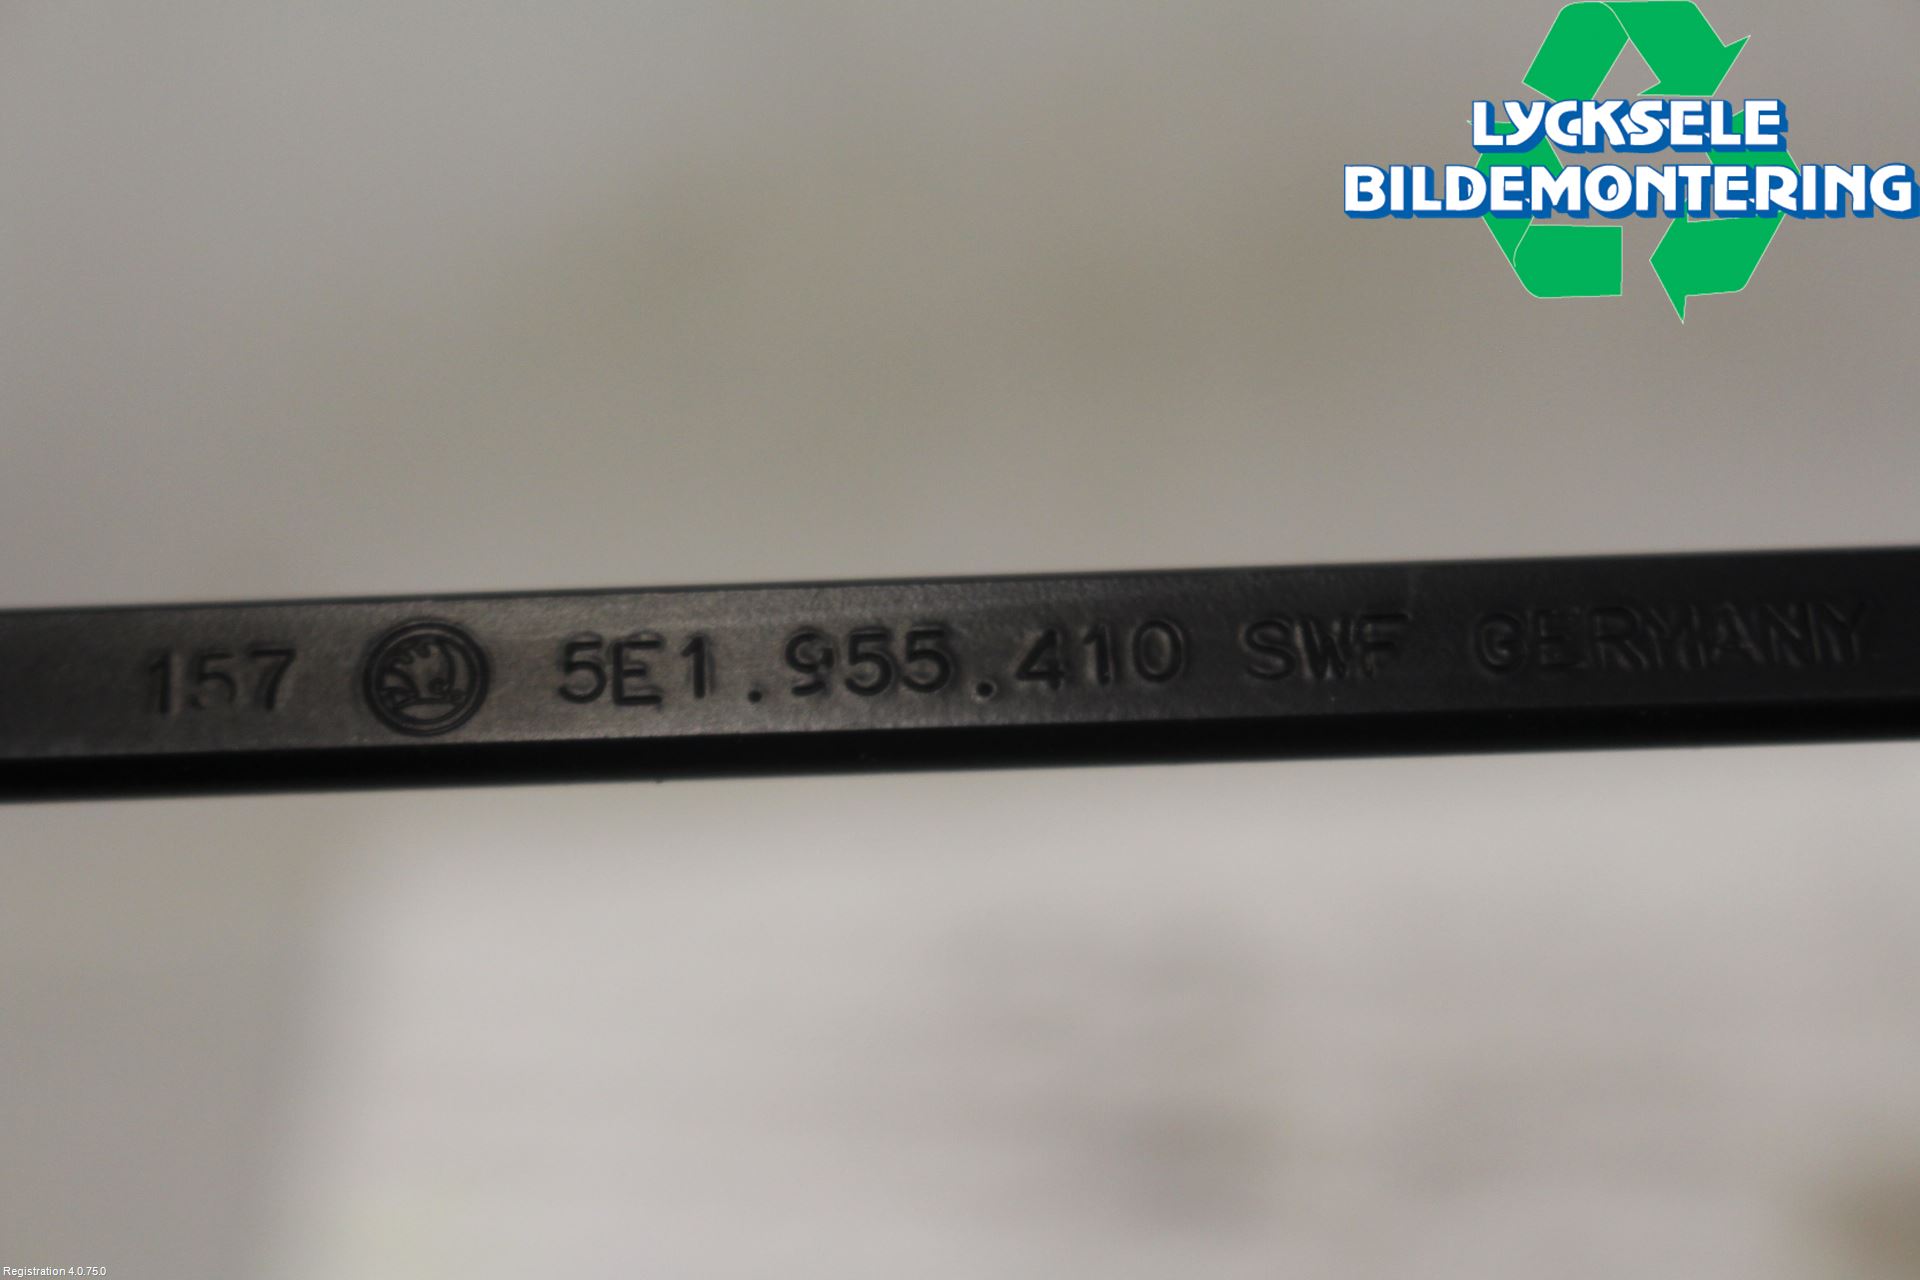 LYCKSELE
BILDEMONTERING
157 5E1.955.410 SWF GERMANY
Registration 4.0.75.0